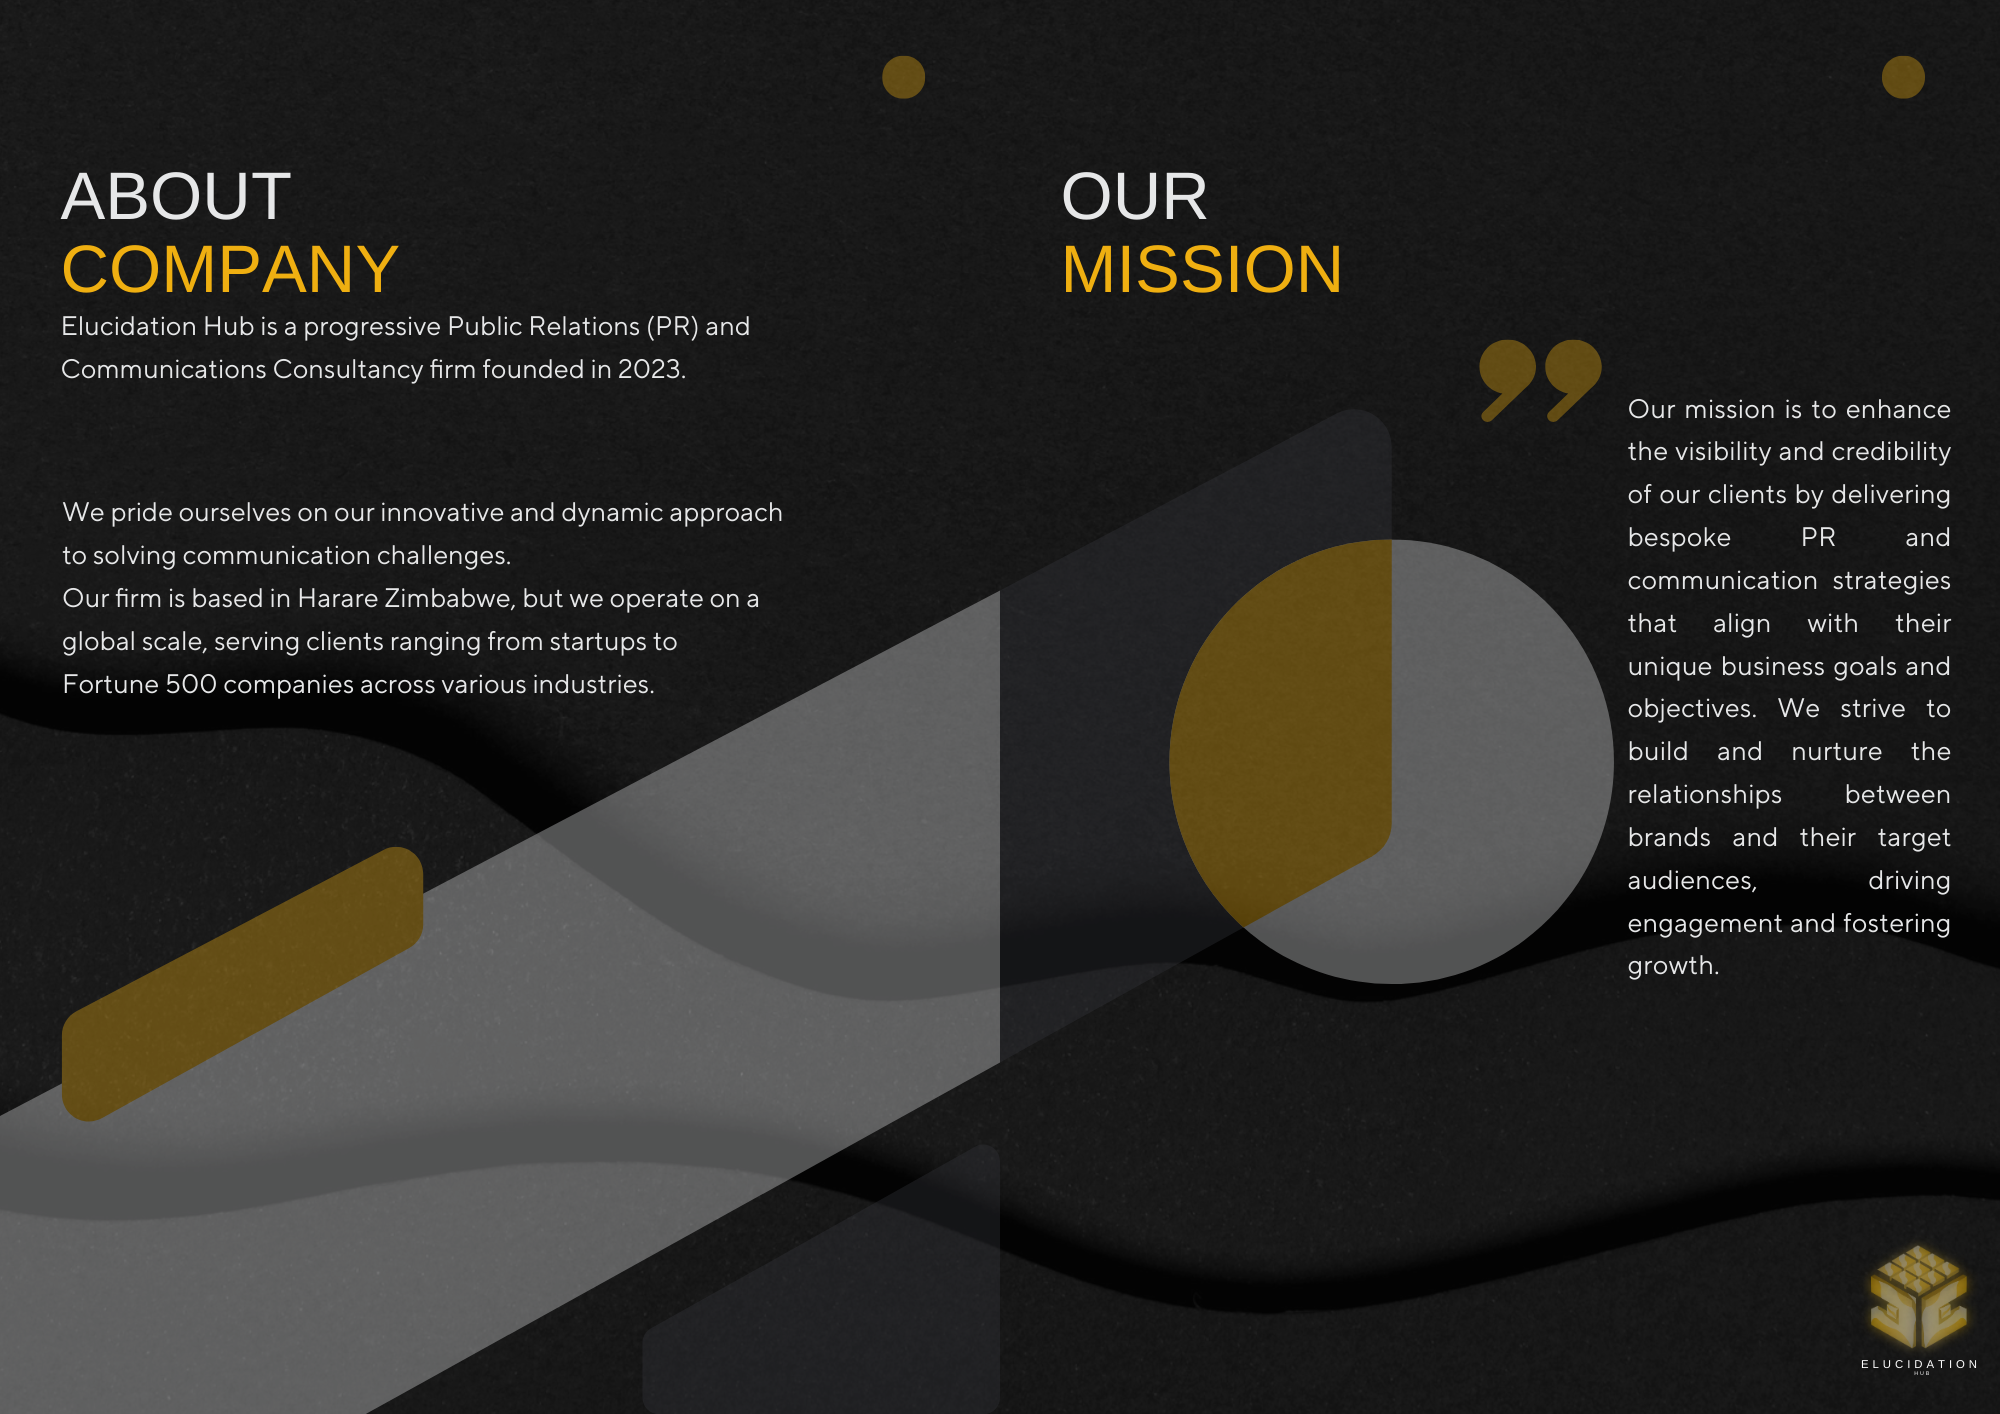 ABOUT
COMPANY
Elucidation Hub is a progressive Public Relations (PR) and
Communications Consultancy firm founded in 2023.
We pride ourselves on our innovative and dynamic approach
to solving communication challenges.
Our firm is based in Harare Zimbabwe, but we operate on a
global scale, serving clients ranging from startups to
Fortune 500 companies across various industries.
OUR
MISSION
”
Our mission is to enhance
the visibility and credibility
of our clients by delivering
bespoke PR and
communication strategies
that align with their
unique business goals and
objectives. We strive to
build and nurture the
relationships between
brands and their target
audiences, driving
engagement and fostering
growth.
ELUCIDATION
HUB